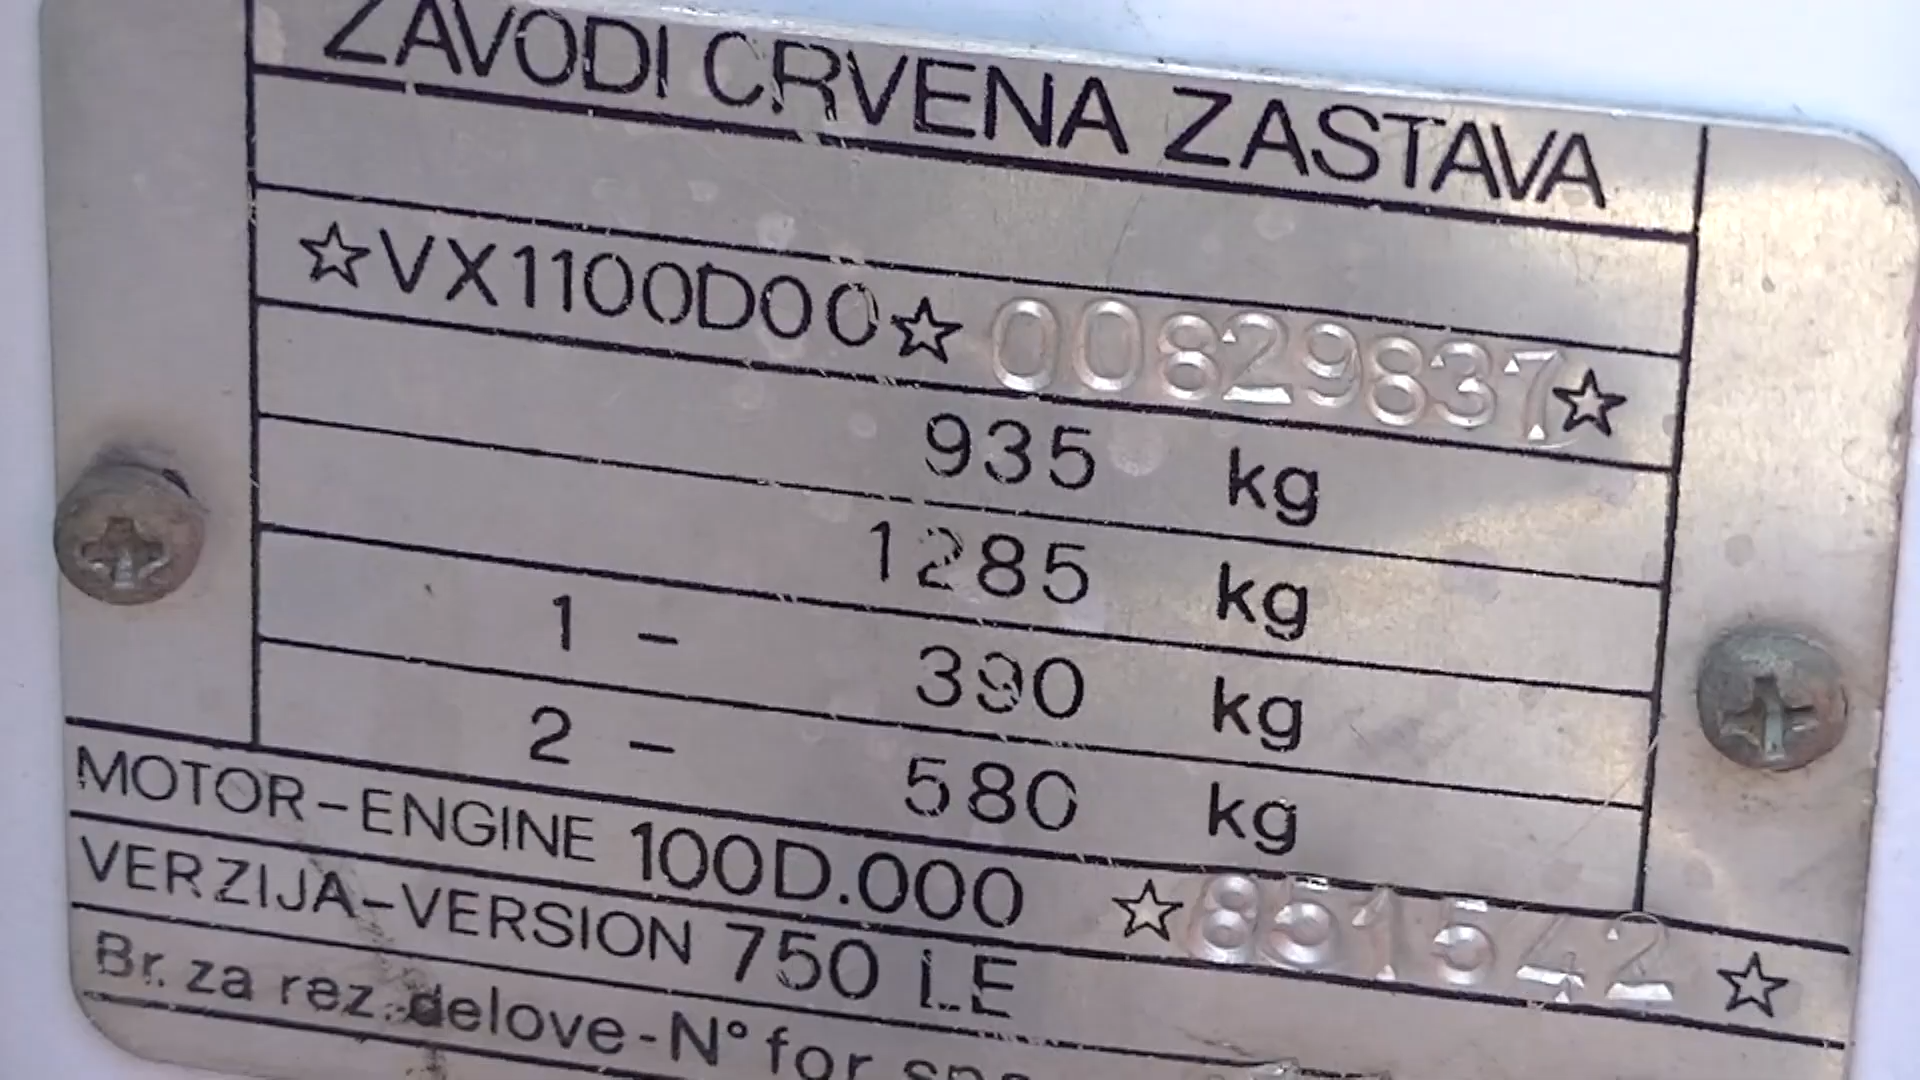 ZAVODI CRVENA ZASTAVA
☆VX1100D00☆00829837☆
935 kg
1285 kg
1 - 390 kg
2 - 580 kg
MOTOR-ENGINE 100D.000 ☆851542☆
VERZIJA-VERSION 750 LE
Br. za rez. delove-N° for